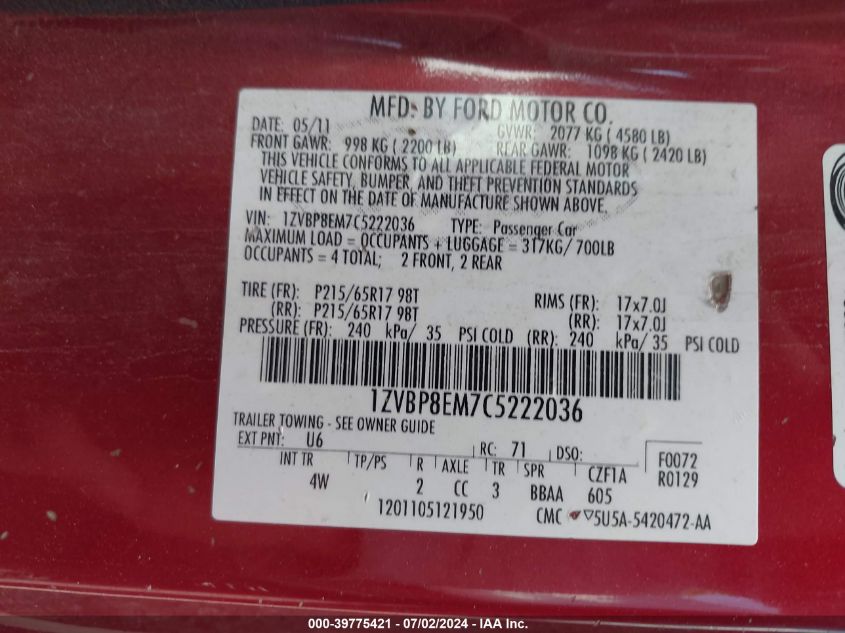 MFD. BY FORD MOTOR CO.
DATE: 05/11 GVWR: 2077 KG ( 4580 LB)
FRONT GAWR: 998 KG ( 2200 LB) REAR GAWR: 1098 KG ( 2420 LB)
THIS VEHICLE CONFORMS TO ALL APPLICABLE FEDERAL MOTOR
VEHICLE SAFETY, BUMPER, AND THEFT PREVENTION STANDARDS
IN EFFECT ON THE DATE OF MANUFACTURE SHOWN ABOVE.
VIN: 1ZVBP8EM7C5222036 TYPE: Passenger Car
MAXIMUM LOAD = OCCUPANTS + LUGGAGE = 317KG/ 700LB
OCCUPANTS = 4 TOTAL; 2 FRONT, 2 REAR
TIRE (FR): P215/65R17 98T RIMS (FR): 17x7.0J
(RR): P215/65R17 98T (RR): 17x7.0J
PRESSURE (FR): 240 kPa/ 35 PSI COLD (RR): 240 kPa/ 35 PSI COLD
1ZVBP8EM7C5222036
TRAILER TOWING - SEE OWNER GUIDE
EXT PNT: U6 RC: 71 DSO: F0072
INT TR TP/PS R AXLE TR SPR CZF1A R0129
4W 2 CC 3 BBAA 605
1201105121950 CMC ▽5U5A-5420472-AA
000-39775421 - 07/02/2024 - IAA Inc.